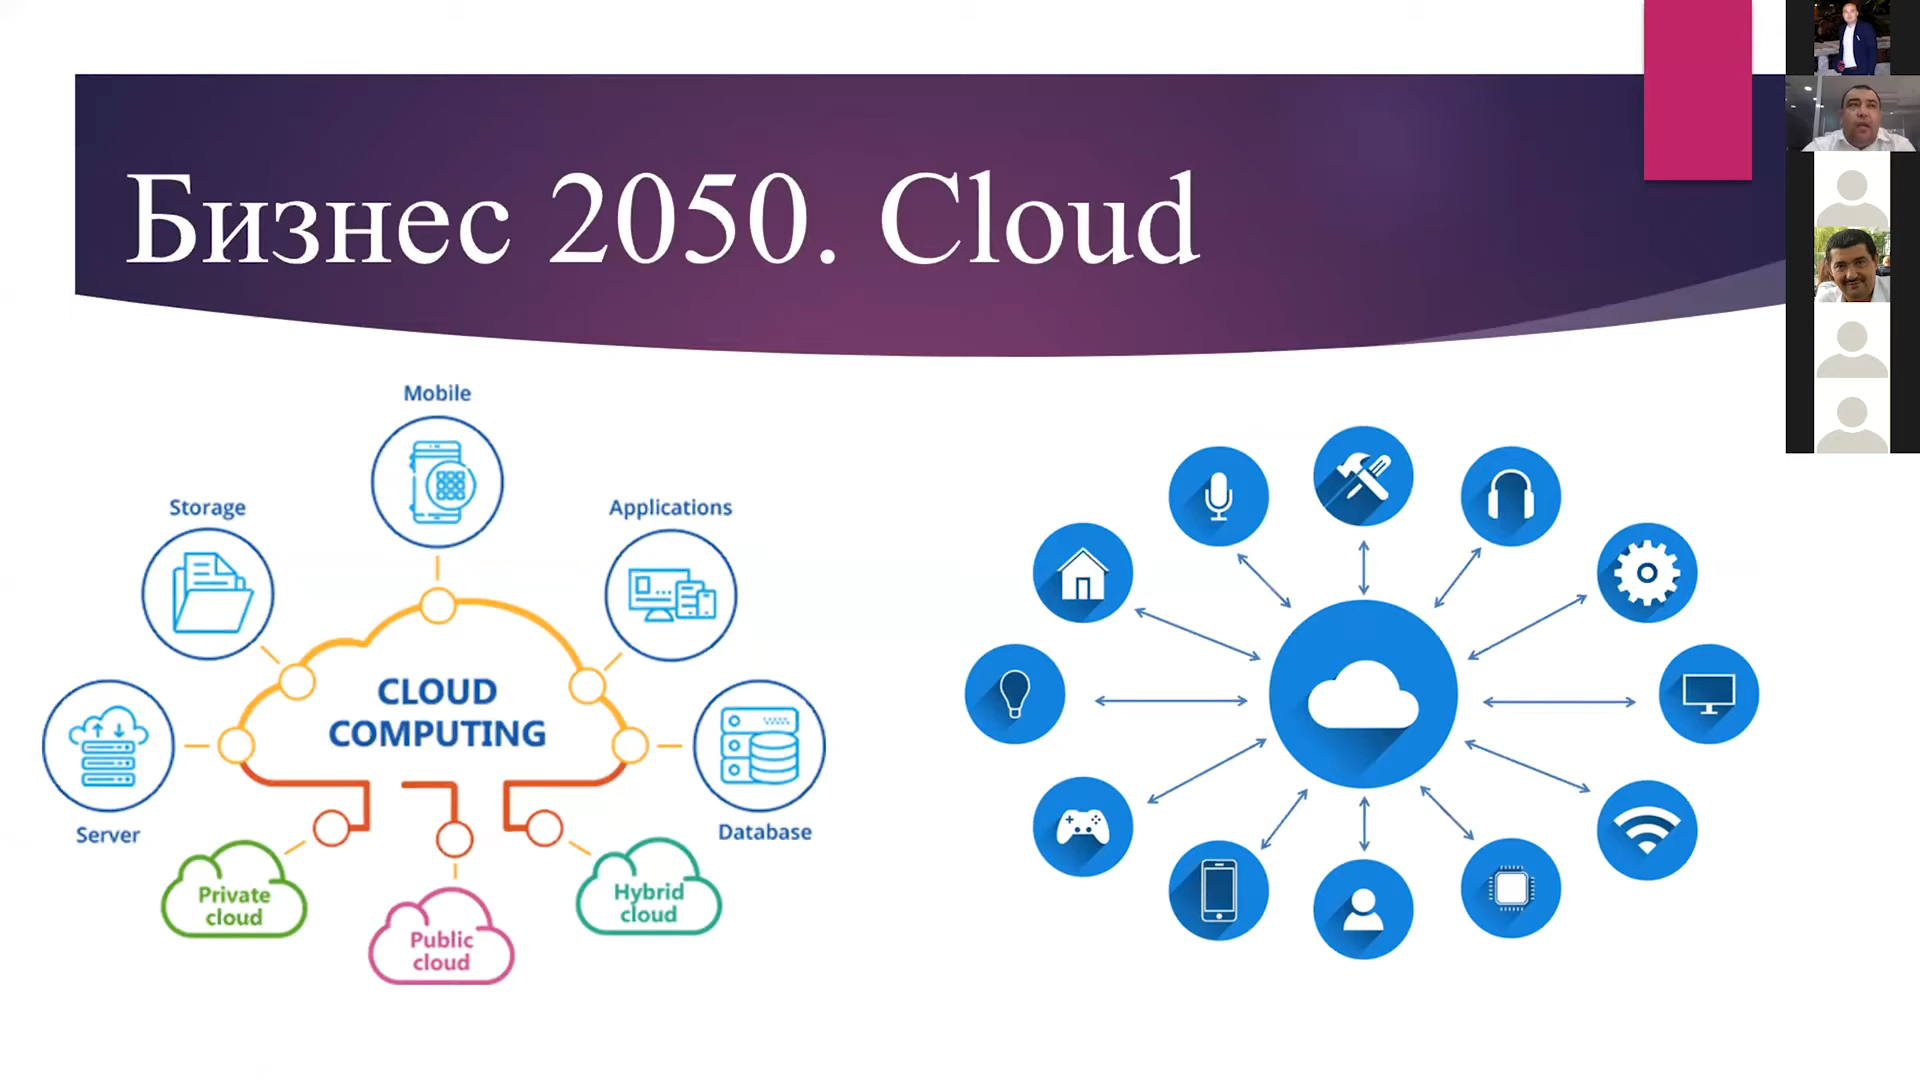 Бизнес 2050. Cloud
Mobile
Storage
Applications
CLOUD
COMPUTING
Server
Database
Private
cloud
Hybrid
cloud
Public
cloud